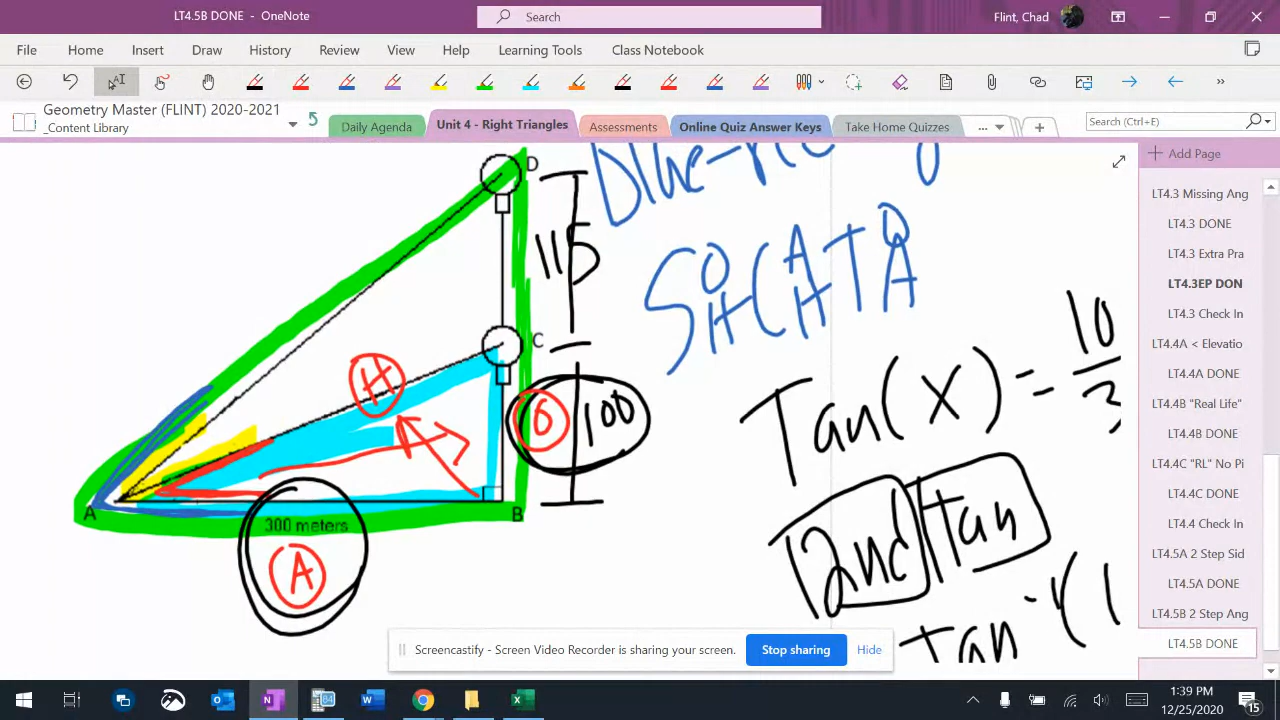 LT4.5B DONE - OneNote
Search
Flint, Chad
File Home Insert Draw History Review View Help Learning Tools Class Notebook
Geometry Master (FLINT) 2020-2021
_Content Library
Daily Agenda
Unit 4 - Right Triangles
Assessments
Online Quiz Answer Keys
Take Home Quizzes
...
Search (Ctrl+E)
Add Page
LT4.3 Missing Ang
LT4.3 DONE
LT4.3 Extra Pra
LT4.3EP DON
LT4.3 Check In
LT4.4A < Elevatio
LT4.4A DONE
LT4.4B "Real Life"
LT4.4B DONE
LT4.4C "RL" No P
LT4.4C DONE
LT4.4 Check In
LT4.5A 2 Step Sid
LT4.5A DONE
LT4.5B 2 Step Ang
LT4.5B DONE
D
115
C
H
O
100
A
B
300 meters
A
Blue-
SOHCAHTOA
Tan(x) = 10
3
2nd tan
tan -1(1
Screencastify - Screen Video Recorder is sharing your screen.
Stop sharing
Hide
1:39 PM
12/25/2020
15